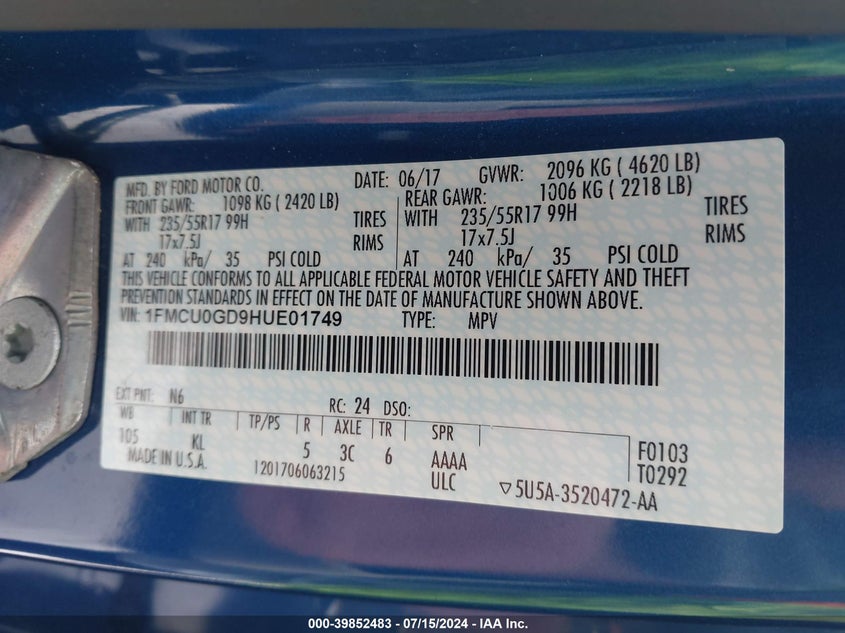 MFD. BY FORD MOTOR CO. DATE: 06/17 GVWR: 2096 KG ( 4620 LB)
FRONT GAWR: 1098 KG ( 2420 LB) REAR GAWR: 1006 KG ( 2218 LB)
WITH 235/55R17 99H TIRES WITH 235/55R17 99H TIRES
17x7.5J RIMS 17x7.5J RIMS
AT 240 kPa/ 35 PSI COLD AT 240 kPa/ 35 PSI COLD
THIS VEHICLE CONFORMS TO ALL APPLICABLE FEDERAL MOTOR VEHICLE SAFETY AND THEFT
PREVENTION STANDARDS IN EFFECT ON THE DATE OF MANUFACTURE SHOWN ABOVE.
VIN: 1FMCU0GD9HUE01749 TYPE: MPV
EXT PNT: N6 RC: 24 DSO:
WB INT TR TP/PS R AXLE TR SPR
105 KL 5 3C 6 AAAA F0103
MADE IN U.S.A. 1201706063215 ULC T0292
▽5U5A-3520472-AA
000-39852483 - 07/15/2024 - IAA Inc.